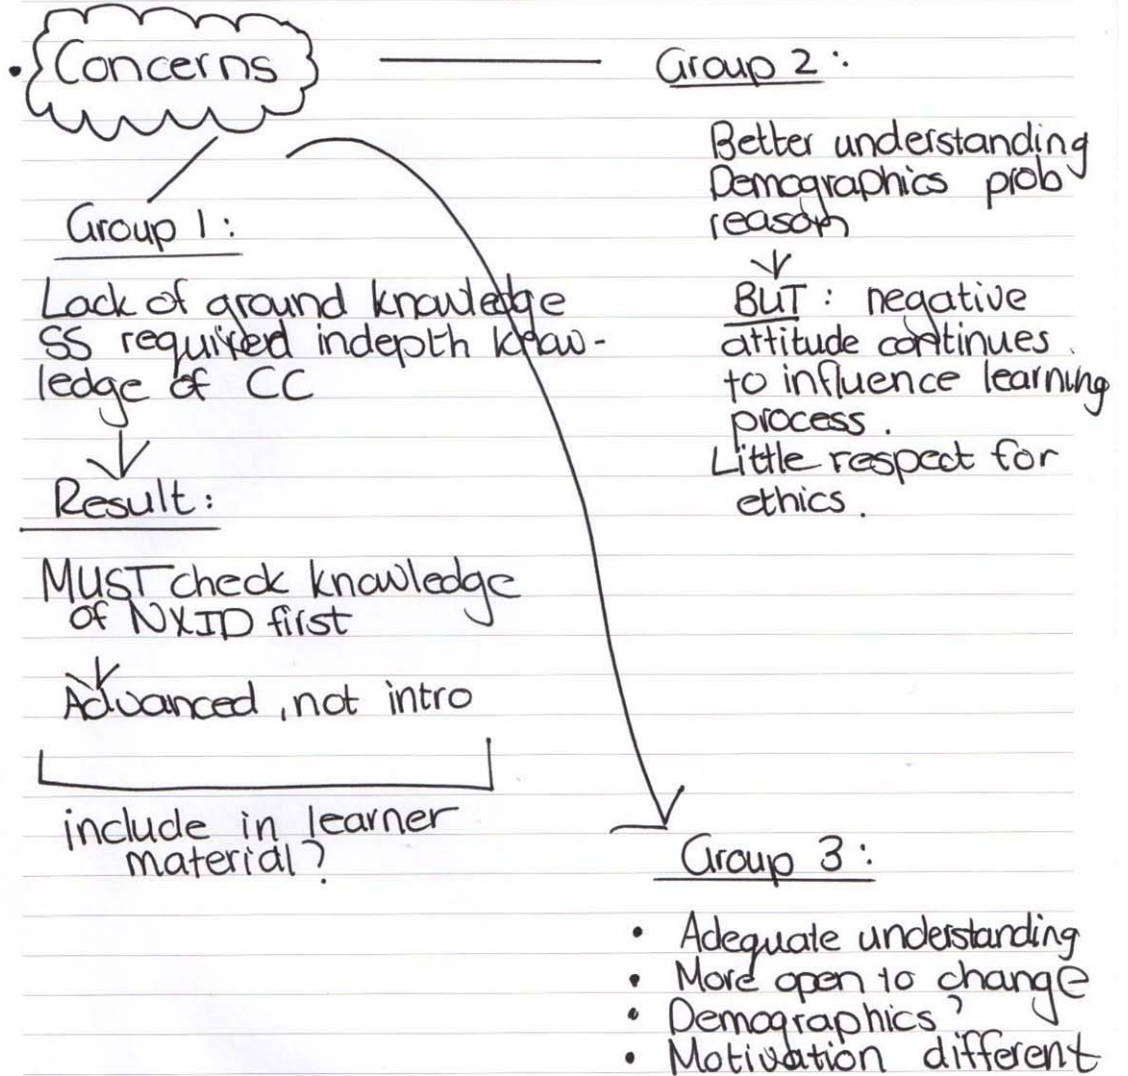 Concerns
Group 1:
Lack of ground knowledge
SS required indepth know-
ledge of CC
Result:
MUST check knowledge
of NXID first
Advanced, not intro
include in learner
material?
Group 2:
Better understanding
Demographics prob
reason
BUT: negative
attitude continues
to influence learning
process.
Little respect for
ethics.
Group 3:
• Adequate understanding
• More open to change
• Demographics?
• Motivation different